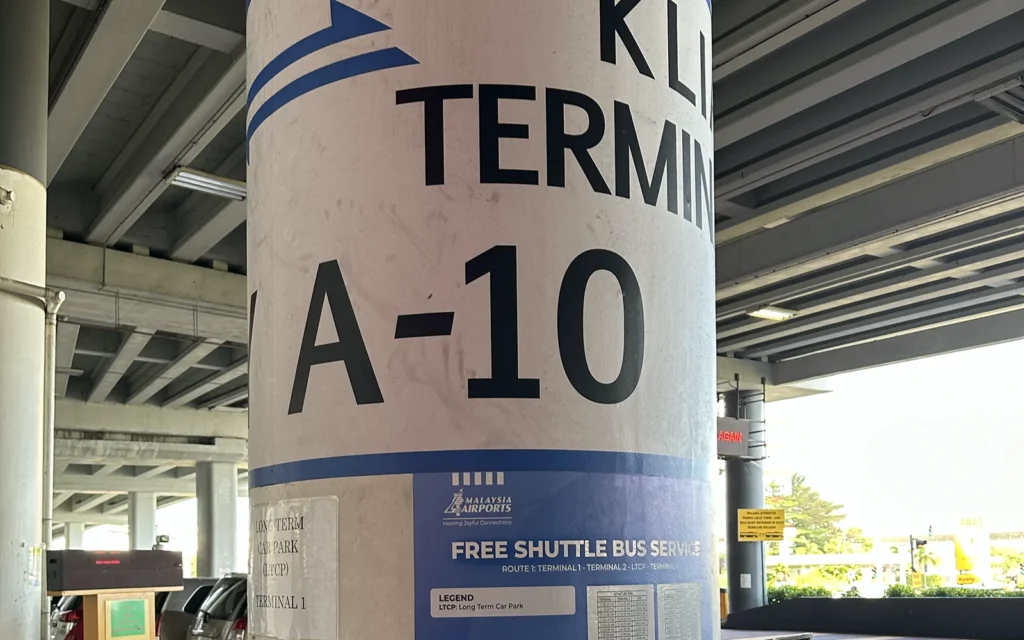 KLI
TERMIN
A-10
MALAYSIA
AIRPORTS
Hosting Joyful Connections
FREE SHUTTLE BUS SERVICE
ROUTE 1: TERMINAL 1 - TERMINAL 2 - LTCP - TERMINAL
LEGEND
LTCP: Long Term Car Park
LONG TERM
CAR PARK
(LTCP)
TERMINAL 1
AGAIN